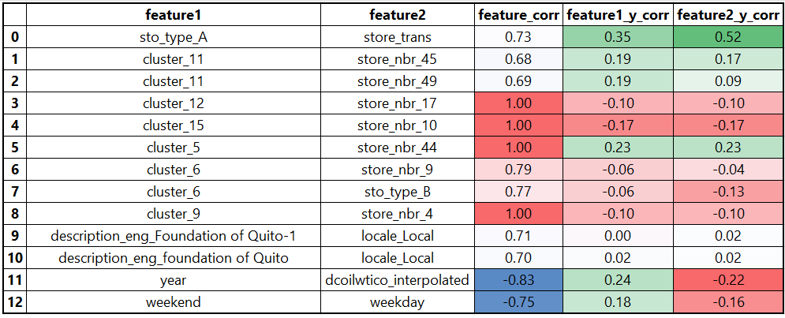 feature1 feature2 feature_corr feature1_y_corr feature2_y_corr
0 sto_type_A store_trans 0.73 0.35 0.52
1 cluster_11 store_nbr_45 0.68 0.19 0.17
2 cluster_11 store_nbr_49 0.69 0.19 0.09
3 cluster_12 store_nbr_17 1.00 -0.10 -0.10
4 cluster_15 store_nbr_10 1.00 -0.17 -0.17
5 cluster_5 store_nbr_44 1.00 0.23 0.23
6 cluster_6 store_nbr_9 0.79 -0.06 -0.04
7 cluster_6 sto_type_B 0.77 -0.06 -0.13
8 cluster_9 store_nbr_4 1.00 -0.10 -0.10
9 description_eng_Foundation of Quito-1 locale_Local 0.71 0.00 0.02
10 description_eng_foundation of Quito locale_Local 0.70 0.02 0.02
11 year dcoilwtico_interpolated -0.83 0.24 -0.22
12 weekend weekday -0.75 0.18 -0.16